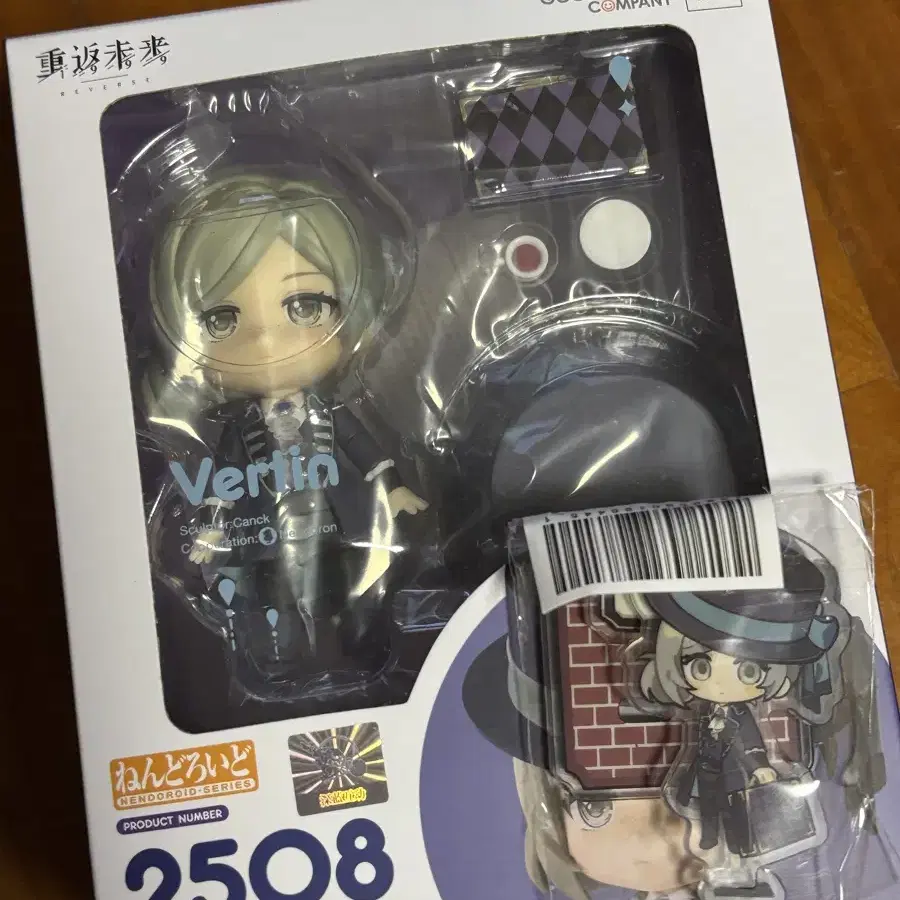 COMPANY
重返未来
REVERSE
Vertin
Sculptor:Canck
ねんどろいど
NENDOROID·SERIES
PRODUCT NUMBER
2508